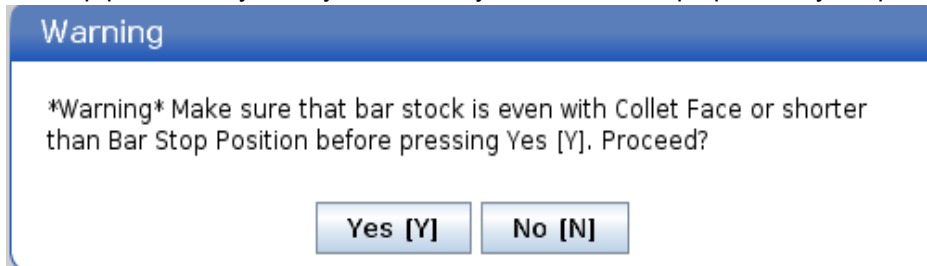 Warning
*Warning* Make sure that bar stock is even with Collet Face or shorter
than Bar Stop Position before pressing Yes [Y]. Proceed?
Yes [Y] No [N]